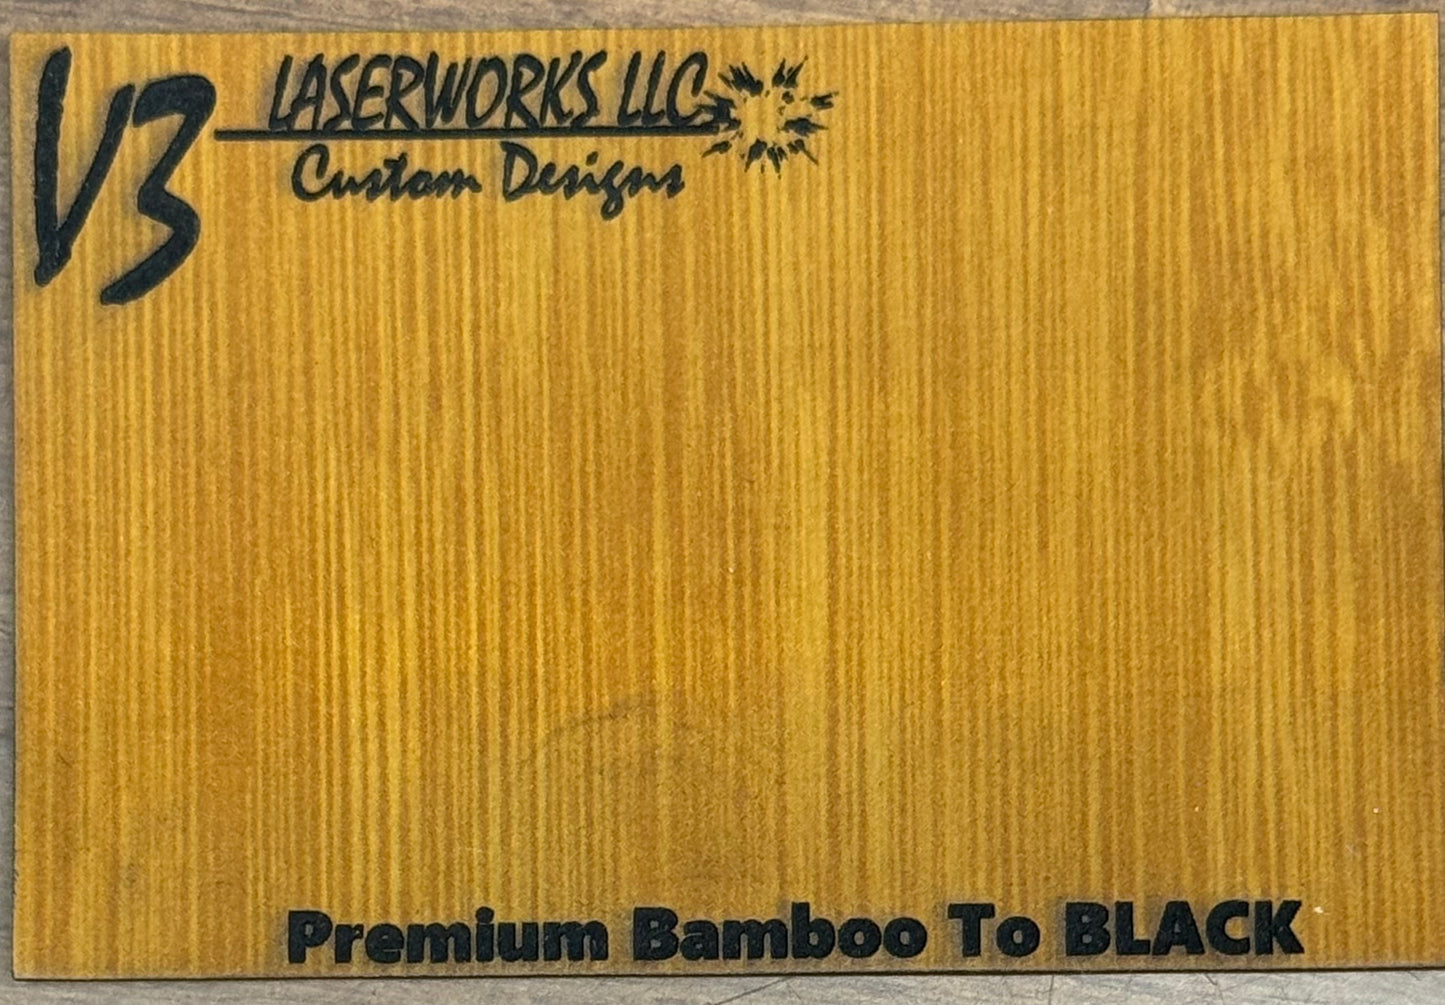 V3
LASERWORKS LLC
Custom Designs
Premium Bamboo To BLACK